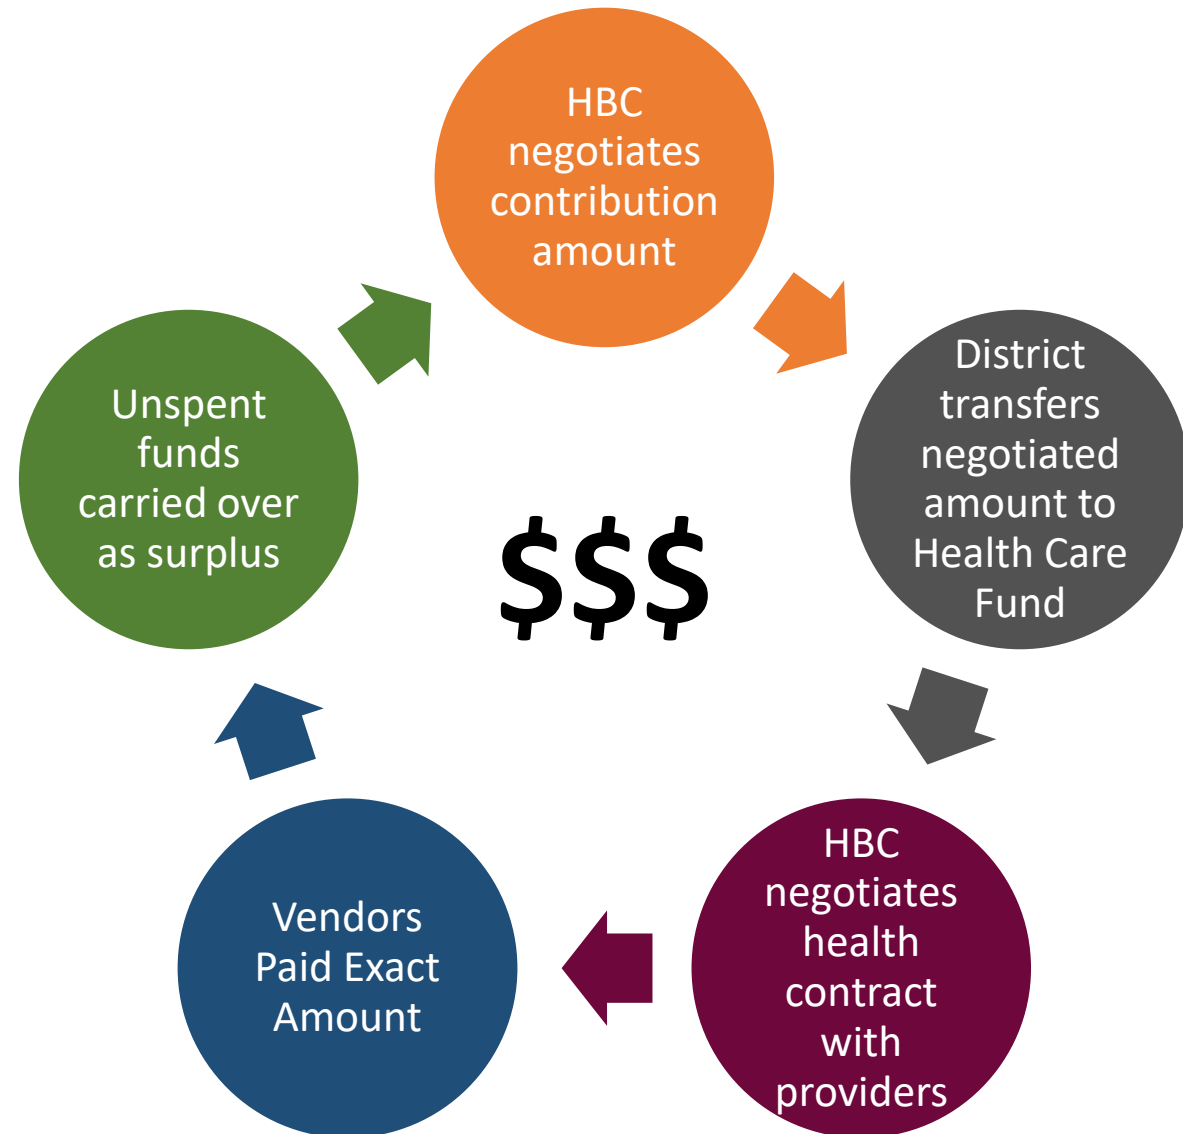 HBC
negotiates
contribution
amount
District
transfers
negotiated
amount to
Health Care
Fund
HBC
negotiates
health
contract
with
providers
Vendors
Paid Exact
Amount
Unspent
funds
carried over
as surplus
$$$